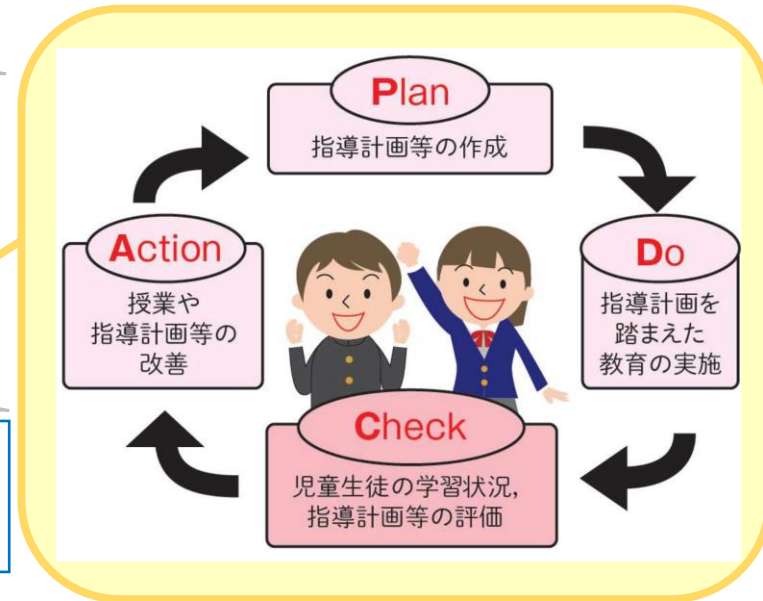 Plan
指導計画等の作成
Do
指導計画を
踏まえた
教育の実施
Check
児童生徒の学習状況,
指導計画等の評価
Action
授業や
指導計画等の
改善